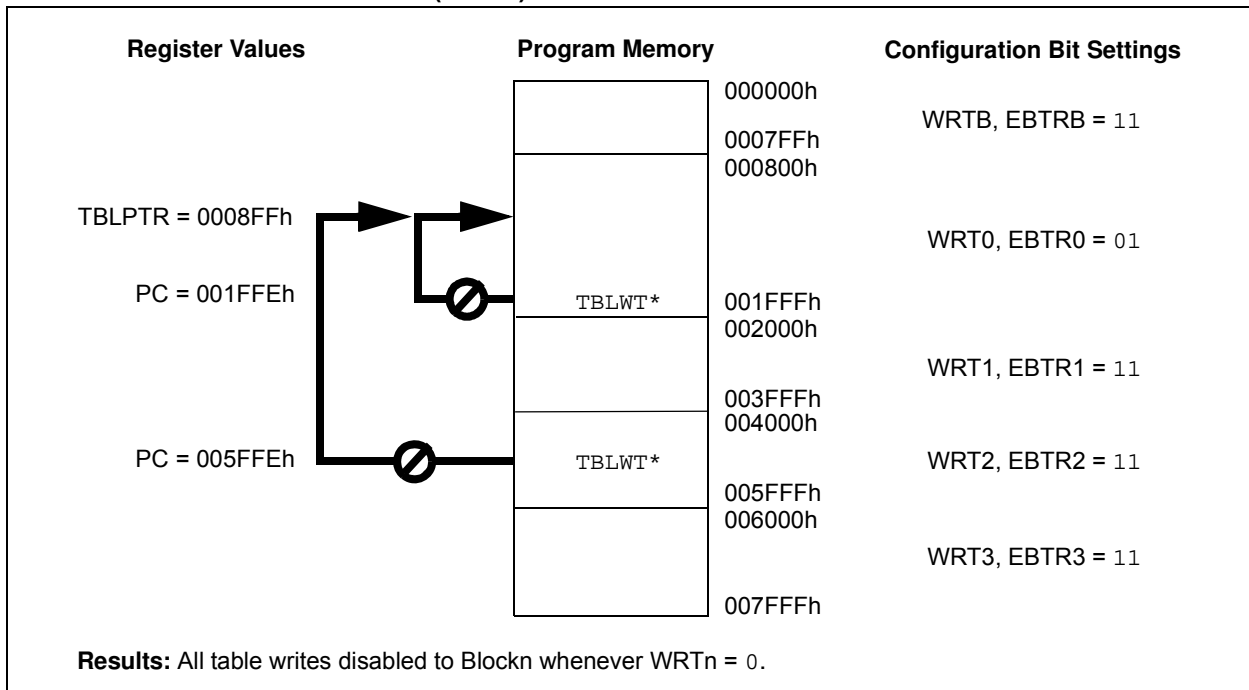 Register Values Program Memory Configuration Bit Settings
000000h
WRTB, EBTRB = 11
0007FFh
000800h
TBLPTR = 0008FFh
WRT0, EBTR0 = 01
PC = 001FFEh TBLWT* 001FFFh
002000h
WRT1, EBTR1 = 11
003FFFh
004000h
PC = 005FFEh TBLWT* WRT2, EBTR2 = 11
005FFFh
006000h
WRT3, EBTR3 = 11
007FFFh
Results: All table writes disabled to Blockn whenever WRTn = 0.